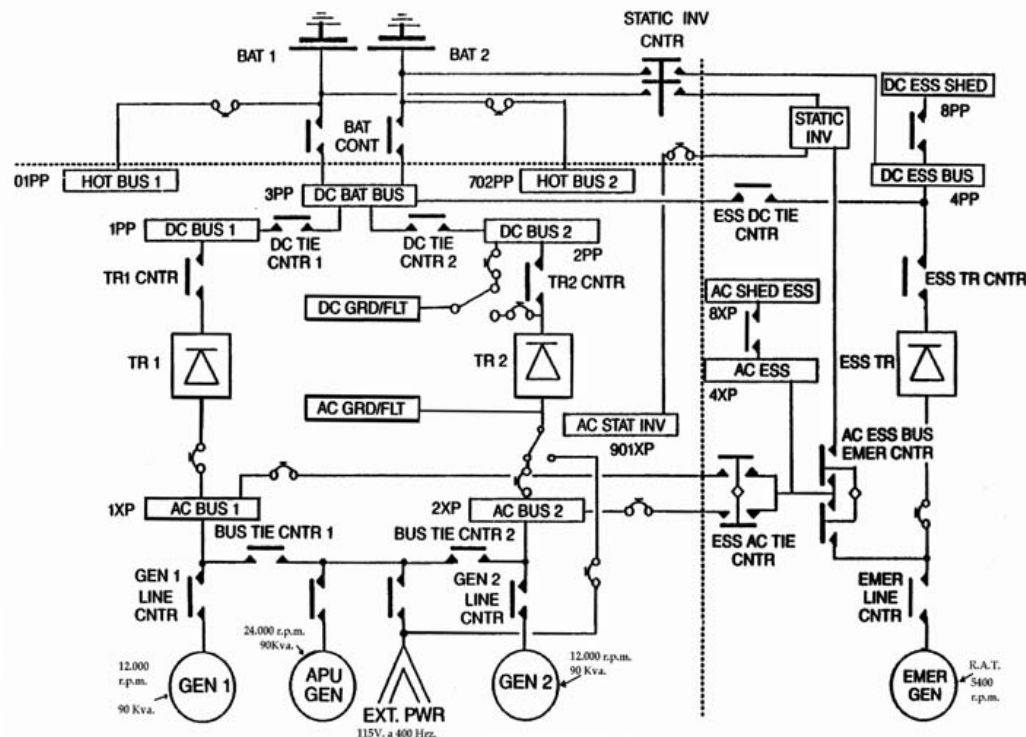 STATIC INV
CNTR
BAT 1
BAT 2
DC ESS SHED
8PP
STATIC
INV
BAT
CONT
01PP
HOT BUS 1
3PP
DC BAT BUS
702PP
HOT BUS 2
DC ESS BUS
4PP
1PP
DC BUS 1
DC TIE
CNTR 1
DC TIE
CNTR 2
DC BUS 2
2PP
ESS DC TIE
CNTR
TR1 CNTR
TR2 CNTR
ESS TR CNTR
DC GRD/FLT
AC SHED ESS
8XP
TR 1
TR 2
AC ESS
4XP
ESS TR
AC GRD/FLT
AC STAT INV
901XP
AC ESS BUS
EMER CNTR
1XP
AC BUS 1
2XP
AC BUS 2
BUS TIE CNTR 1
BUS TIE CNTR 2
ESS AC TIE
CNTR
GEN 1
LINE
CNTR
GEN 2
LINE
CNTR
EMER
LINE
CNTR
24.000 r.p.m.
90Kva.
12.000
r.p.m.
90 Kva.
GEN 1
APU
GEN
EXT. PWR
115V. a 400 Hrz.
GEN 2
12.000 r.p.m.
90 Kva.
EMER
GEN
R.A.T.
5400
r.p.m.